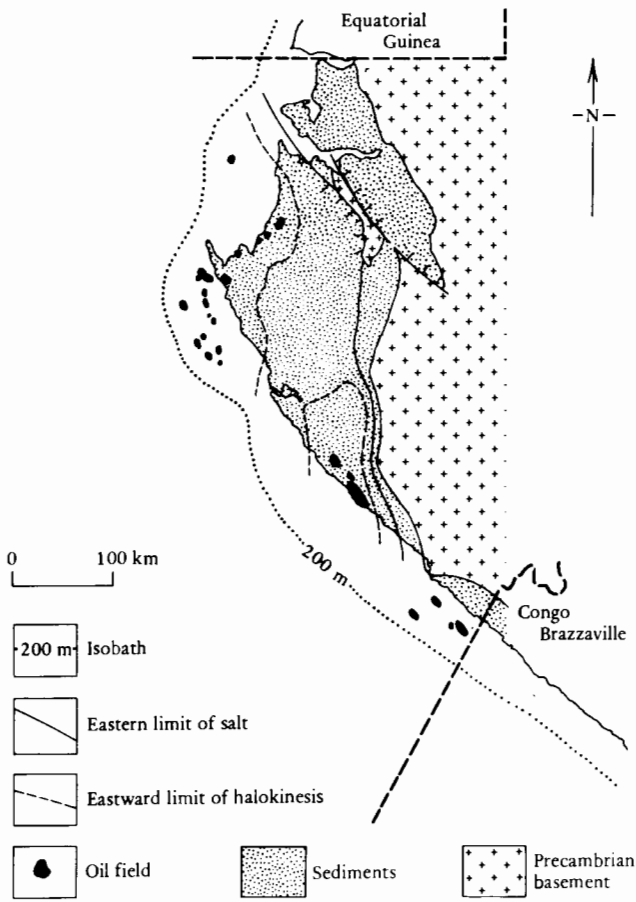 Equatorial
Guinea
N
0
100 km
200 m
Congo
Brazzaville
200 m
Isobath
Eastern limit of salt
Eastward limit of halokinesis
Oil field
Sediments
Precambrian
basement